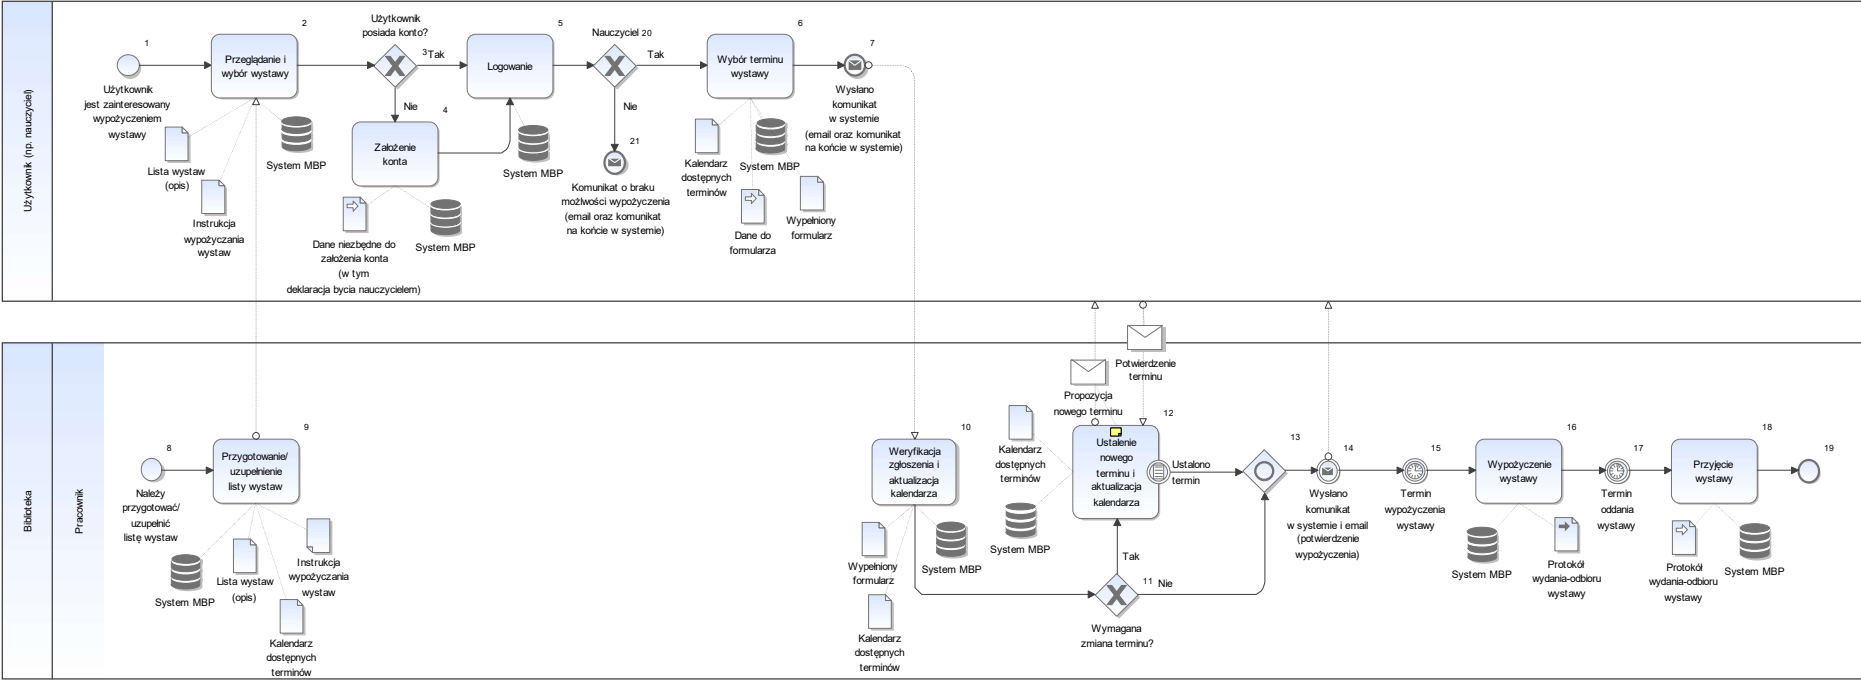 Użytkownik (np. nauczyciel)
1
Użytkownik
jest zainteresowany
wypożyczeniem
wystawy
2
Przeglądanie i
wybór wystawy
Lista wystaw
(opis)
Instrukcja
wypożyczania
wystaw
System MBP
Użytkownik
posiada konto?
3
Tak
Nie
4
Założenie
konta
Dane niezbędne do
założenia konta
(w tym
deklaracja bycia nauczycielem)
System MBP
5
Logowanie
System MBP
Nauczyciel 20
Tak
Nie
21
Komunikat o braku
możlwości wypożyczenia
(email oraz komunikat
na końcie w systemie)
6
Wybór terminu
wystawy
Kalendarz
dostępnych
terminów
System MBP
Dane do
formularza
Wypełniony
formularz
7
Wysłano
komunikat
w systemie
(email oraz komunikat
na końcie w systemie)
Biblioteka
Pracownik
8
Należy
przygotować/
uzupełnić
listę wystaw
9
Przygotowanie/
uzupełnienie
listy wystaw
System MBP
Lista wystaw
(opis)
Instrukcja
wypożyczania
wystaw
Kalendarz
dostępnych
terminów
10
Weryfikacja
zgłoszenia i
aktualizacja
kalendarza
Wypełniony
formularz
System MBP
Kalendarz
dostępnych
terminów
11
Wymagana
zmiana terminu?
Tak
Nie
Potwierdzenie
terminu
Propozycja
nowego terminu
12
Ustalenie
nowego
terminu i
aktualizacja
kalendarza
Kalendarz
dostępnych
terminów
System MBP
Ustalono
termin
13
14
Wysłano
komunikat
w systemie i email
(potwierdzenie
wypożyczenia)
15
Termin
wypożyczenia
wystawy
16
Wypożyczenie
wystawy
System MBP
Protokół
wydania-odbioru
wystawy
17
Termin
oddania
wystawy
18
Przyjęcie
wystawy
Protokół
wydania-odbioru
wystawy
System MBP
19